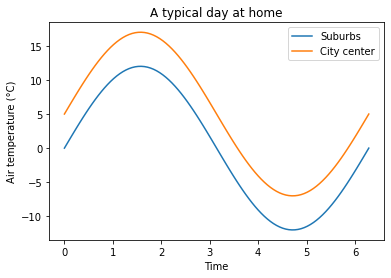 A typical day at home
Suburbs
City center
Air temperature (°C)
15
10
5
0
−5
−10
0 1 2 3 4 5 6
Time